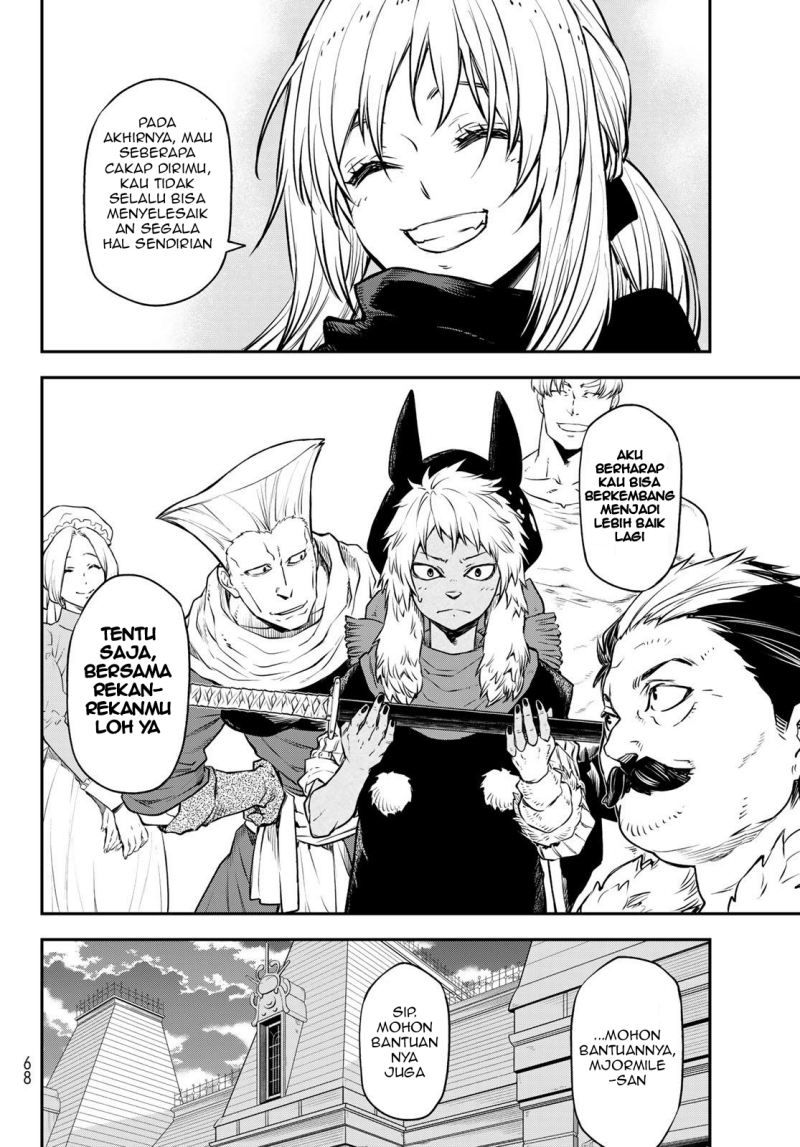 PADA
AKHIRNYA, MAU
SEBERAPA
CAKAP DIRIMU,
KAU TIDAK
SELALU BISA
MENYELESAIK
AN SEGALA
HAL SENDIRIAN
AKU
BERHARAP
KAU BISA
BERKEMBANG
MENJADI
LEBIH BAIK
LAGI
TENTU
SAJA,
BERSAMA
REKAN-
REKANMU
LOH YA
...MOHON
BANTUANNYA,
MJORMILE
-SAN
SIP.
MOHON
BANTUAN
NYA
JUGA
68